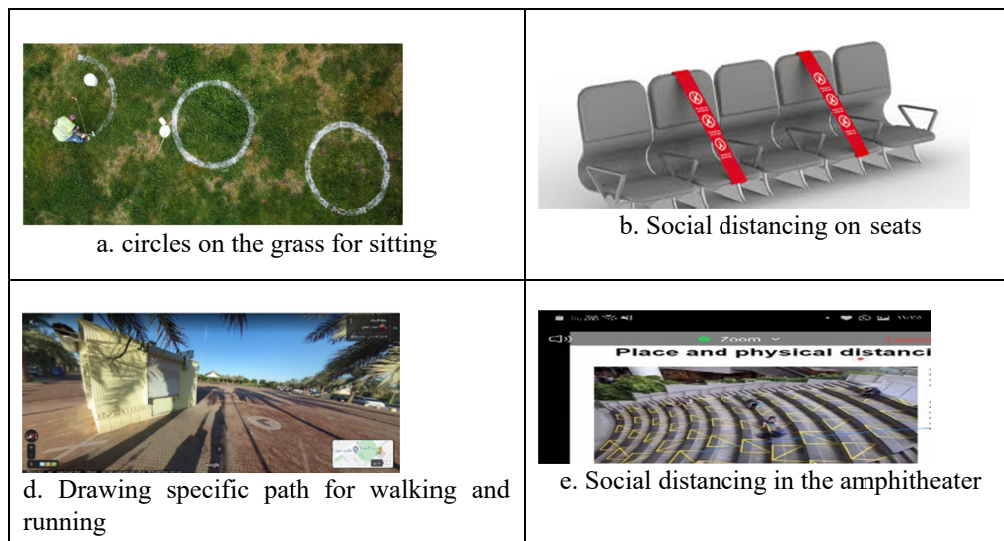 a. circles on the grass for sitting
b. Social distancing on seats
Google
d. Drawing specific path for walking and
running
Zoom
Place and physical distanci
e. Social distancing in the amphitheater